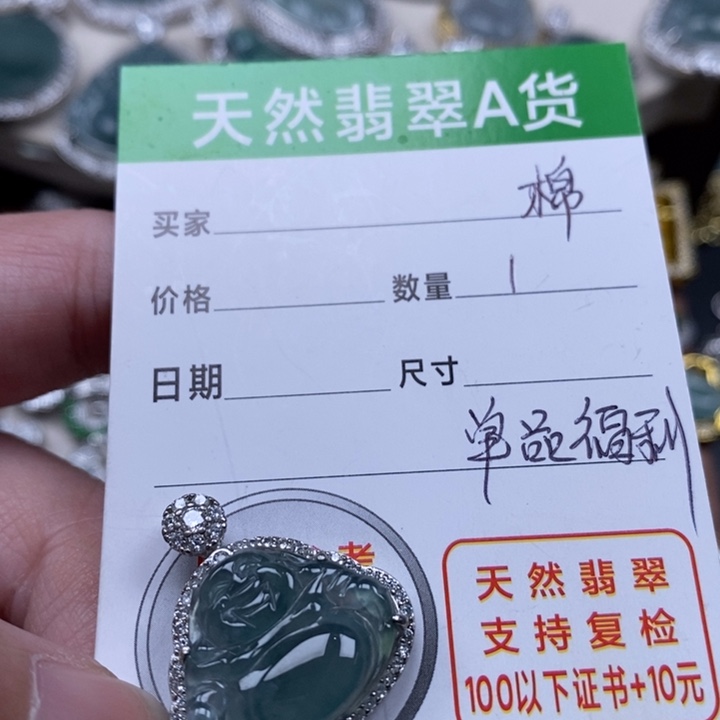 天然翡翠A货
买家 棉
价格 数量 1
日期 尺寸
单品福利
者
天然翡翠
支持复检
100以下证书+10元